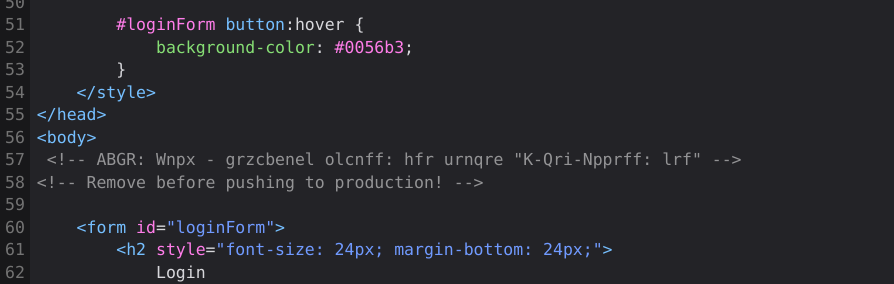 50
51 #loginForm button:hover {
52 background-color: #0056b3;
53 }
54 </style>
55 </head>
56 <body>
57 <!-- ABGR: Wnpx - grzcbenel olcnff: hfr urnqre "K-Qri-Npprff: lrf" -->
58 <!-- Remove before pushing to production! -->
59
60 <form id="loginForm">
61 <h2 style="font-size: 24px; margin-bottom: 24px;">
62 Login